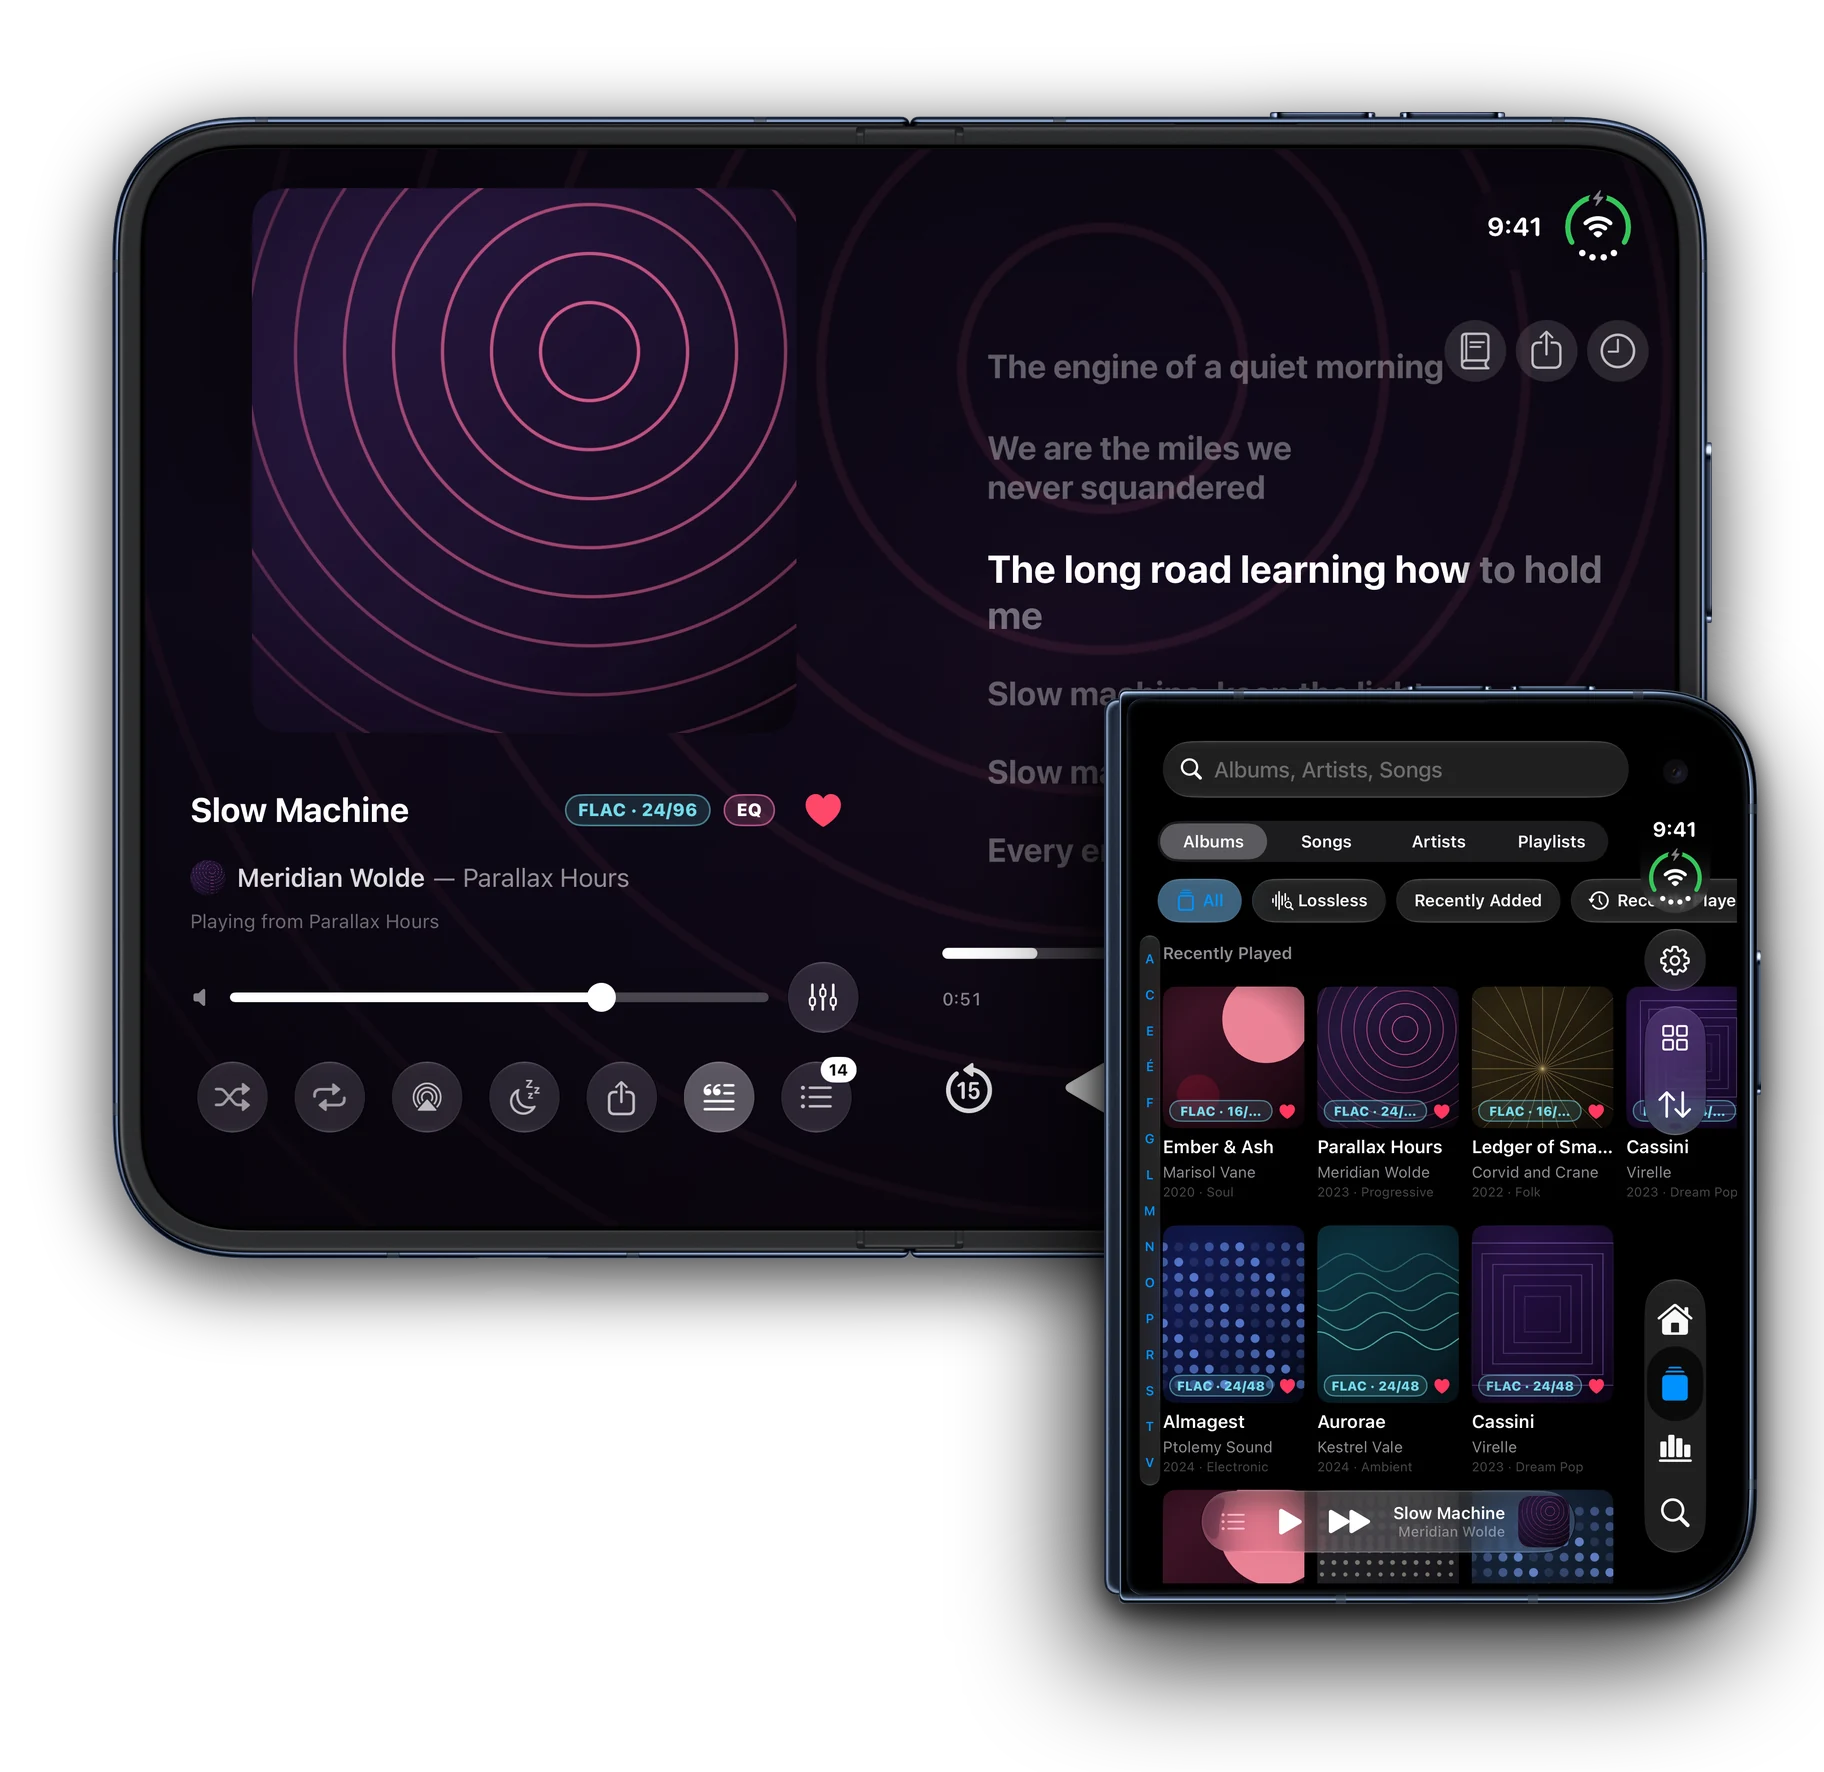 9:41
The engine of a quiet morning
We are the miles we
never squandered
The long road learning how to hold
me
Slow
Slow
Every
Slow Machine
FLAC · 24/96
EQ
Meridian Wolde — Parallax Hours
Playing from Parallax Hours
0:51
14
15
Albums, Artists, Songs
9:41
Albums
Songs
Artists
Playlists
All
Lossless
Recently Added
Recently Played
A
C
E
É
F
G
L
M
N
O
P
R
S
T
V
FLAC · 16/...
FLAC · 24/...
FLAC · 16/...
Ember & Ash
Parallax Hours
Ledger of Sma...
Cassini
Marisol Vane
Meridian Wolde
Corvid and Crane
Virelle
2020 · Soul
2023 · Progressive
2022 · Folk
2023 · Dream Pop
FLAC · 24/48
FLAC · 24/48
FLAC · 24/48
Almagest
Aurorae
Cassini
Ptolemy Sound
Kestrel Vale
Virelle
2024 · Electronic
2024 · Ambient
2023 · Dream Pop
Slow Machine
Meridian Wolde